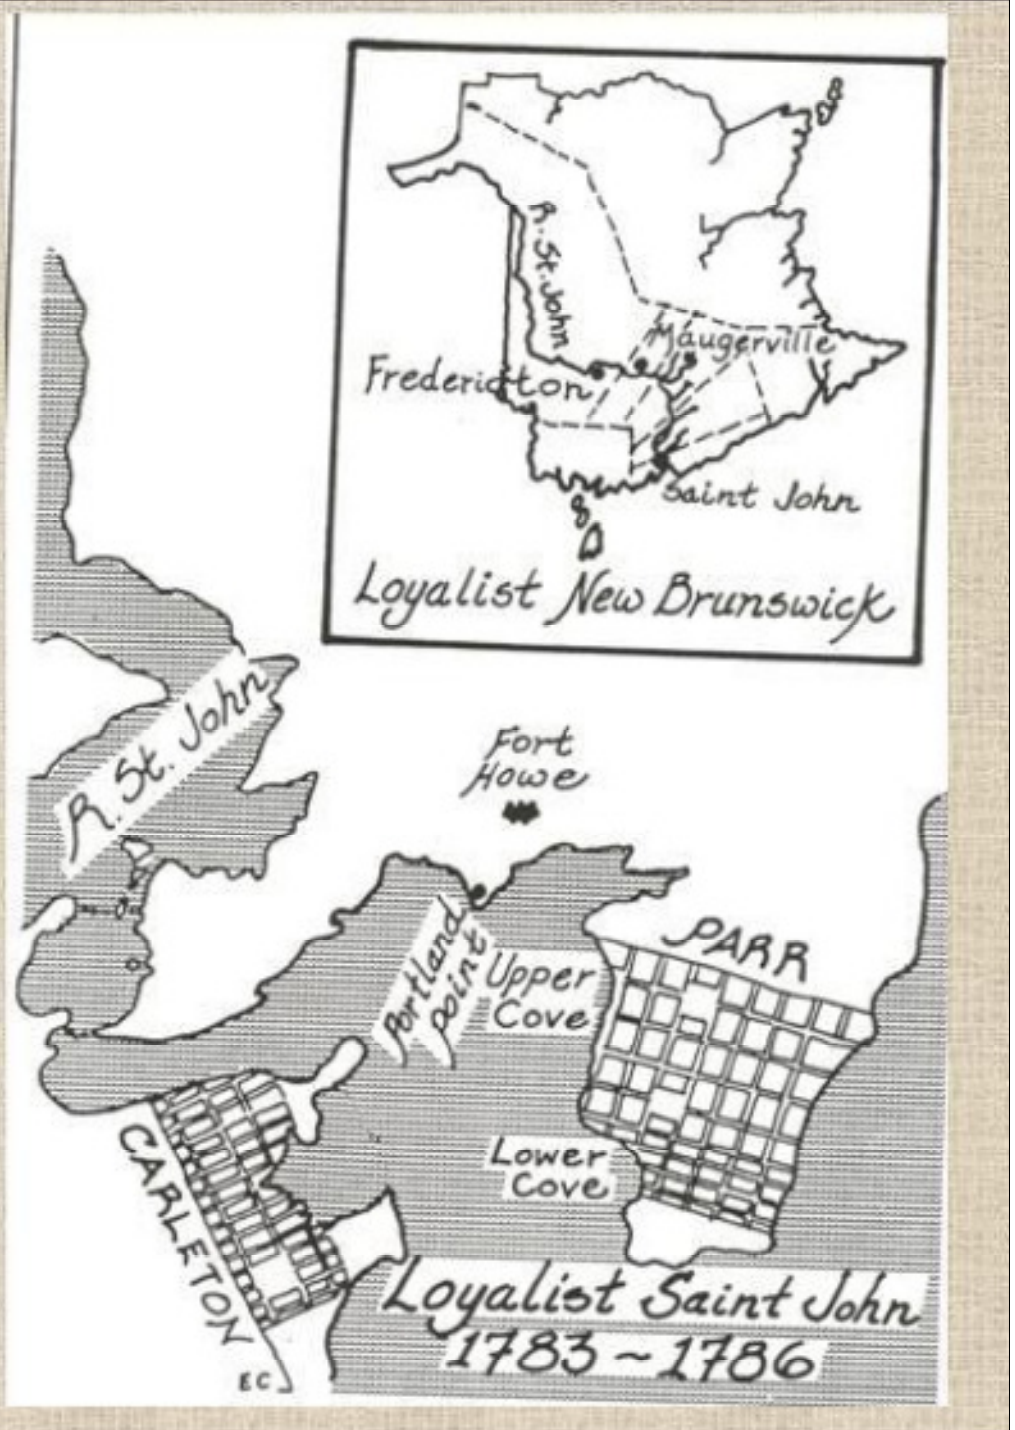 R. St. John
Maugerville
Fredericton
Saint John
Loyalist New Brunswick
R. St. John
Fort
Howe
Portland
point
PARR
Upper
Cove
Lower
Cove
CARLETON
Loyalist Saint John
1783 ~ 1786
EC